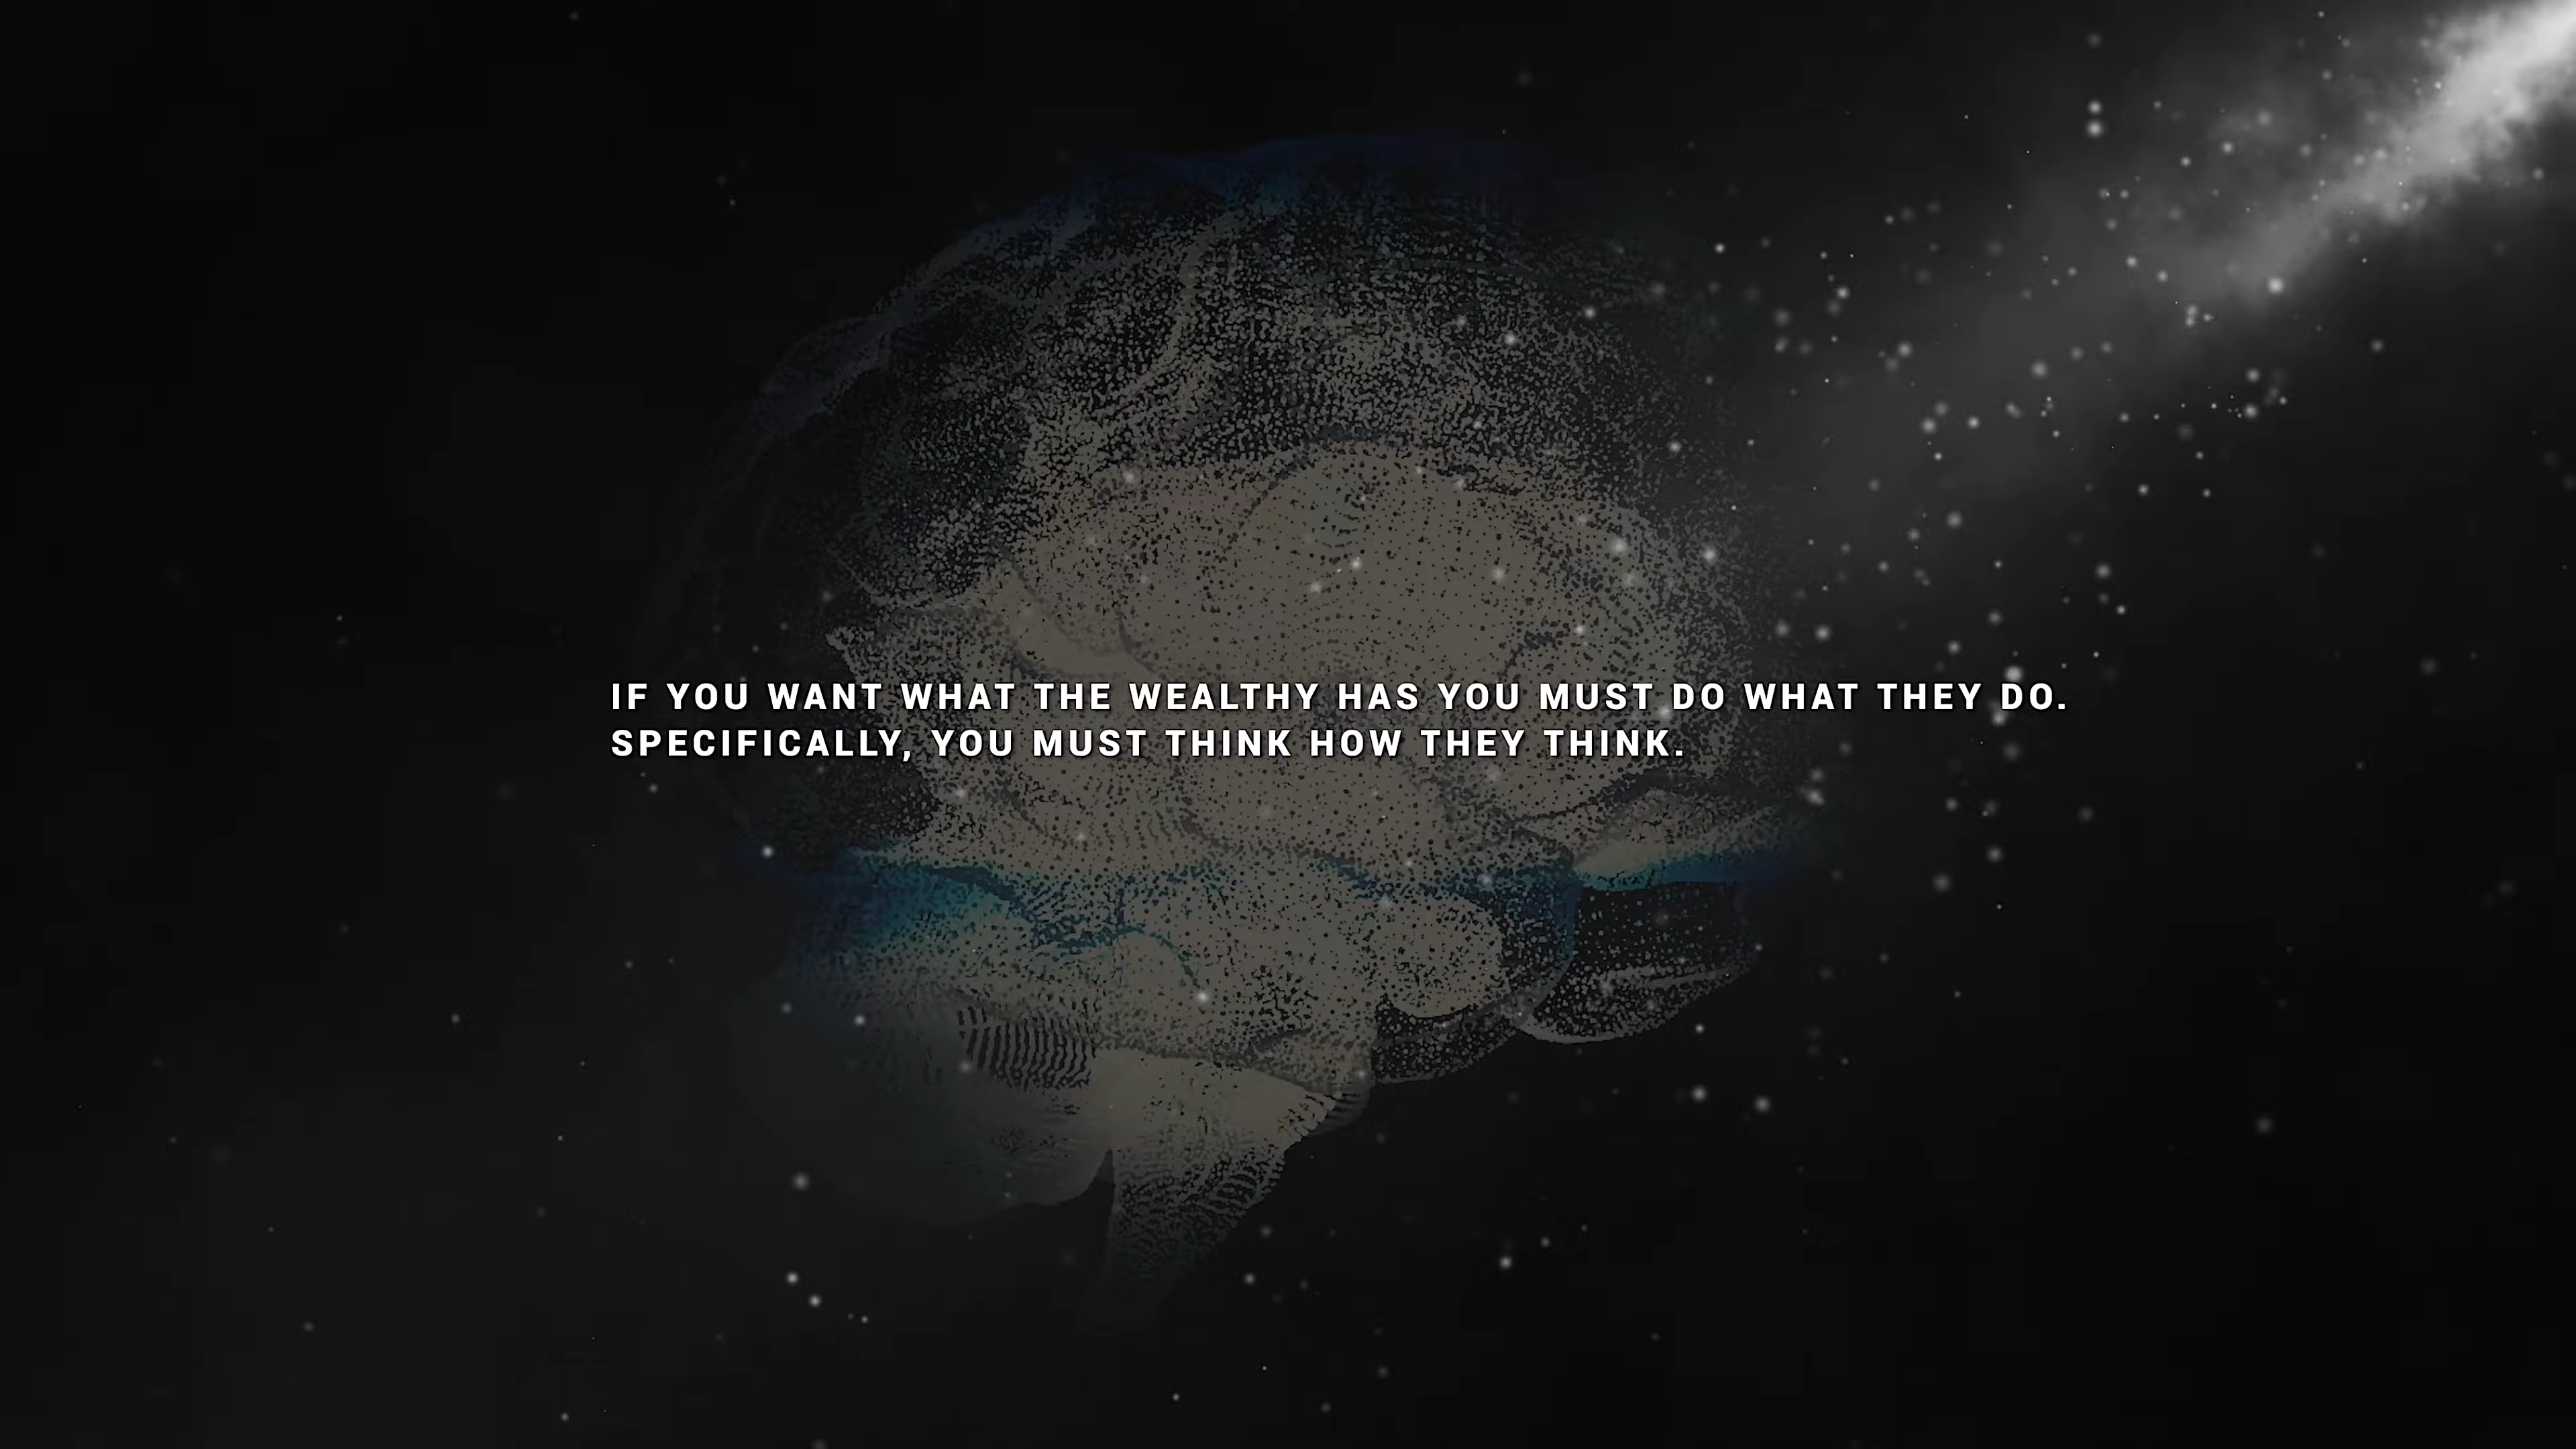 IF YOU WANT WHAT THE WEALTHY HAS YOU MUST DO WHAT THEY DO.
SPECIFICALLY, YOU MUST THINK HOW THEY THINK.